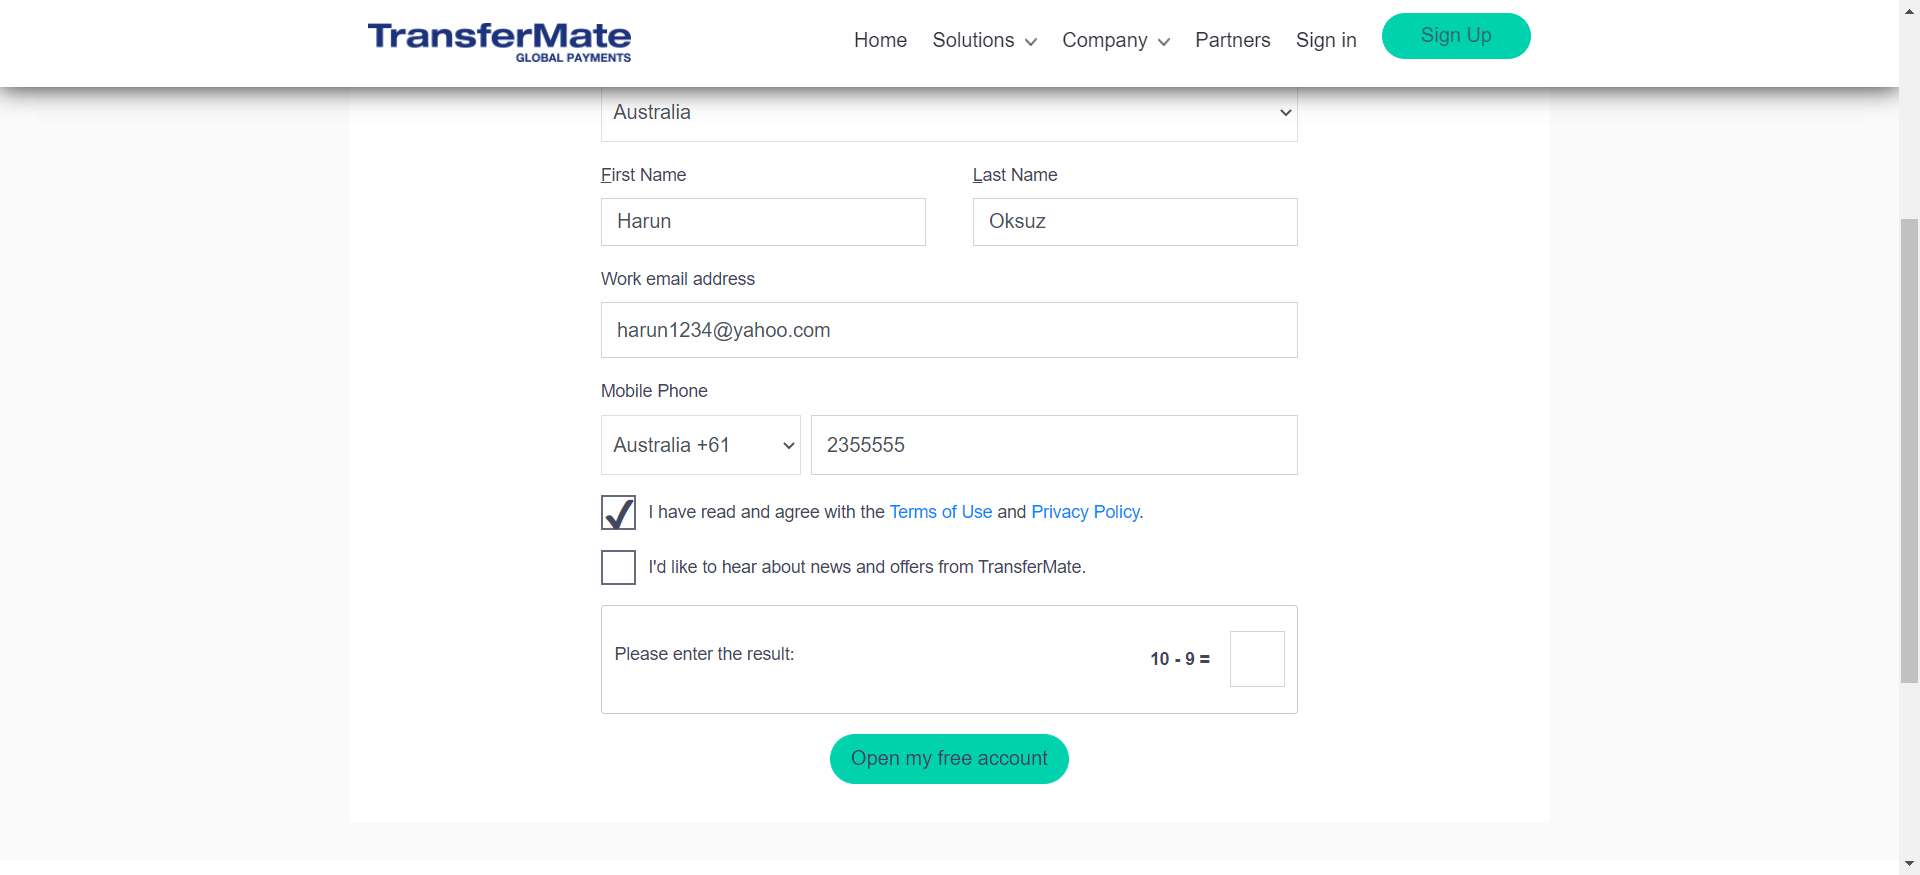 TransferMate
GLOBAL PAYMENTS
Home Solutions Company Partners Sign in Sign Up
Australia
First Name Last Name
Harun Oksuz
Work email address
harun1234@yahoo.com
Mobile Phone
Australia +61 2355555
I have read and agree with the Terms of Use and Privacy Policy.
I'd like to hear about news and offers from TransferMate.
Please enter the result: 10 - 9 =
Open my free account